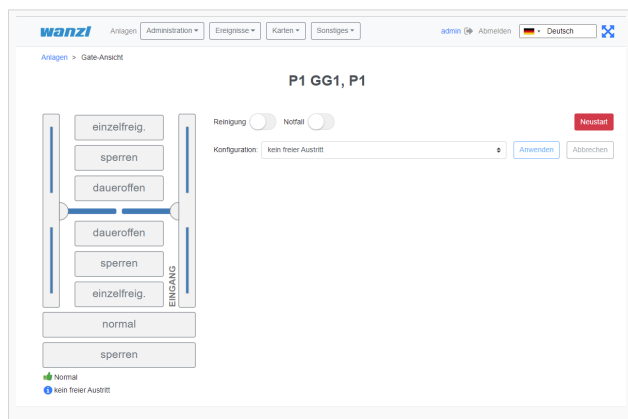 wanzl Anlagen Administration Ereignisse Karten Sonstiges admin Abmelden Deutsch
Anlagen > Gate-Ansicht
P1 GG1, P1
Reinigung Notfall Neustart
Konfiguration: kein freier Austritt Anwenden Abbrechen
einzelfreig.
sperren
daueroffen
daueroffen
sperren
einzelfreig.
EINGANG
normal
sperren
Normal
kein freier Austritt